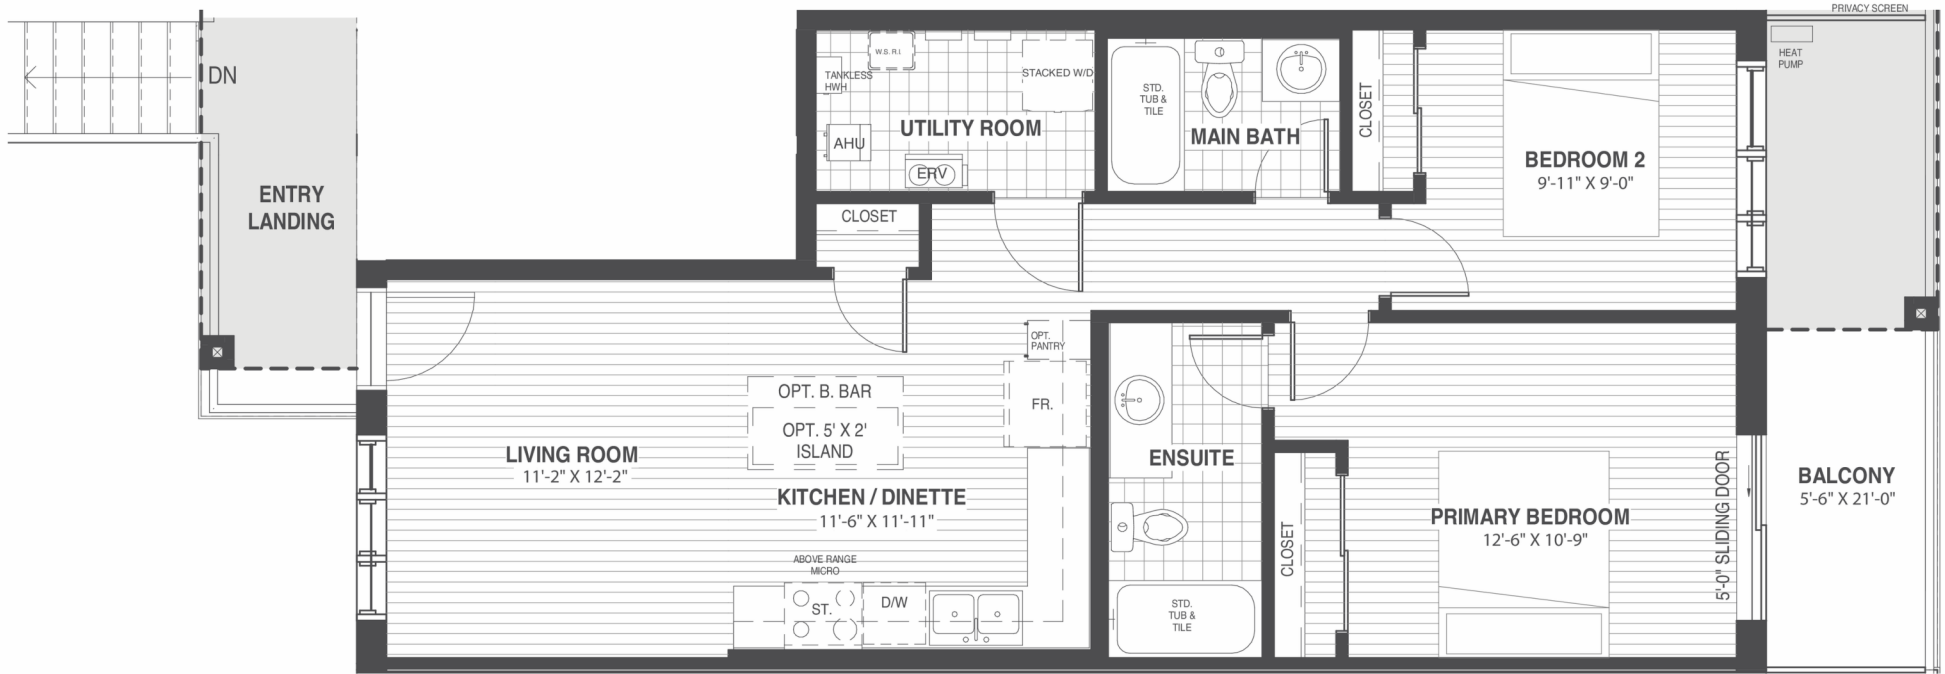 PRIVACY SCREEN
HEAT
PUMP
DN
ENTRY
LANDING
W.S.R.I.
TANKLESS
HWH
STACKED W/D
AHU
UTILITY ROOM
ERV
CLOSET
STD.
TUB &
TILE
MAIN BATH
CLOSET
BEDROOM 2
9'-11" X 9'-0"
OPT.
PANTRY
FR.
OPT. B. BAR
OPT. 5' X 2'
ISLAND
LIVING ROOM
11'-2" X 12'-2"
KITCHEN / DINETTE
11'-6" X 11'-11"
ABOVE RANGE
MICRO
ST.
D/W
ENSUITE
STD.
TUB &
TILE
CLOSET
PRIMARY BEDROOM
12'-6" X 10'-9"
5'-0" SLIDING DOOR
BALCONY
5'-6" X 21'-0"